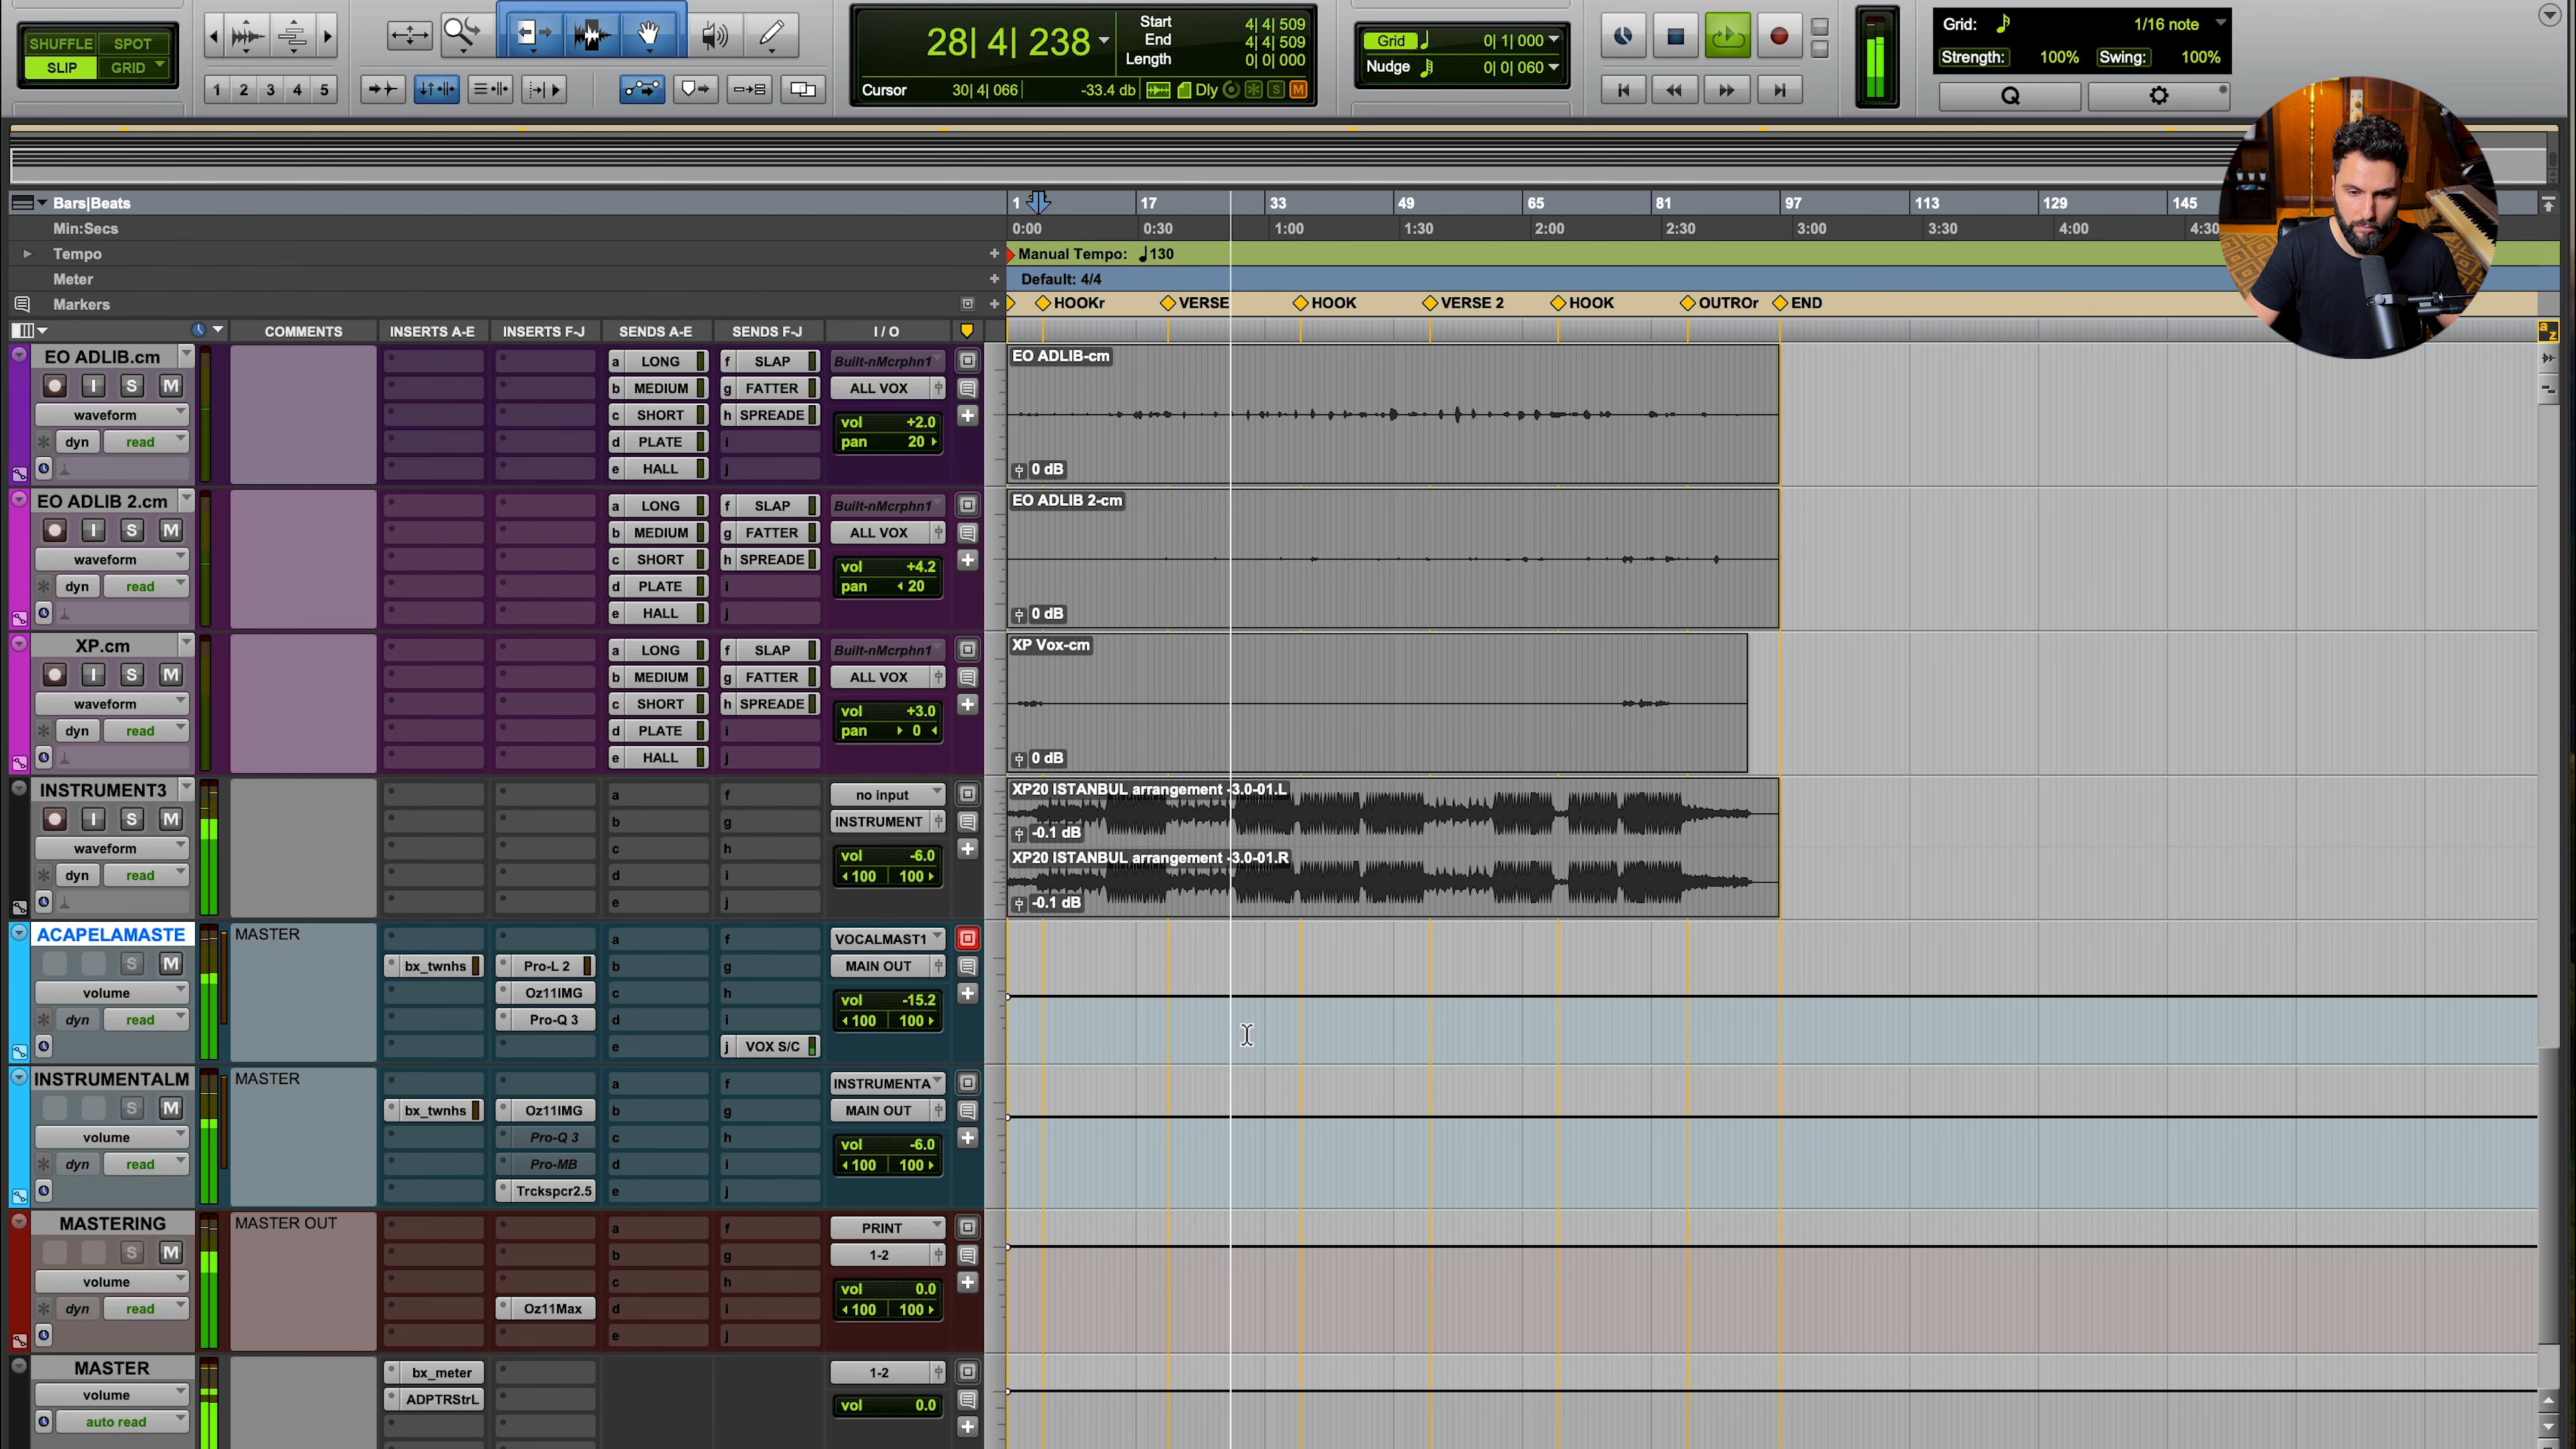 SHUFFLE SPOT
SLIP GRID
1 2 3 4 5
28| 4| 238
Start 4| 4| 509
End 4| 4| 509
Length 0| 0| 000
Cursor 30| 4| 066 -33.4 db Dly S M
Grid 0| 1| 000
Nudge 0| 0| 060
Grid: 1/16 note
Strength: 100% Swing: 100%
Q
Bars|Beats 1 17 33 49 65 81 97 113 129 145
Min:Secs 0:00 0:30 1:00 1:30 2:00 2:30 3:00 3:30 4:00 4:30
Tempo Manual Tempo: 130
Meter Default: 4/4
Markers HOOKr VERSE HOOK VERSE 2 HOOK OUTROr END
COMMENTS INSERTS A-E INSERTS F-J SENDS A-E SENDS F-J I / O
a z
EO ADLIB.cm a LONG f SLAP Built-nMcrphn1 EO ADLIB-cm
I S M b MEDIUM g FATTER ALL VOX
waveform c SHORT h SPREADE vol +2.0
dyn read d PLATE i pan 20
e HALL j 0 dB
EO ADLIB 2.cm a LONG f SLAP Built-nMcrphn1 EO ADLIB 2-cm
I S M b MEDIUM g FATTER ALL VOX
waveform c SHORT h SPREADE vol +4.2
dyn read d PLATE i pan 20
e HALL j 0 dB
XP.cm a LONG f SLAP Built-nMcrphn1 XP Vox-cm
I S M b MEDIUM g FATTER ALL VOX
waveform c SHORT h SPREADE vol +3.0
dyn read d PLATE i pan 0
e HALL j 0 dB
INSTRUMENT3 a f no input XP20 ISTANBUL arrangement -3.0-01.L
I S M b g INSTRUMENT -0.1 dB
waveform c h vol -6.0 XP20 ISTANBUL arrangement -3.0-01.R
dyn read d i 100 100
e j -0.1 dB
ACAPELAMASTE MASTER a f VOCALMAST1
S M bx_twnhs Pro-L 2 b g MAIN OUT
volume Oz11IMG c h vol -15.2
dyn read Pro-Q 3 d i 100 100
e j VOX S/C
INSTRUMENTALM MASTER a f INSTRUMENTA
S M bx_twnhs Oz11IMG b g MAIN OUT
volume Pro-Q 3 c h vol -6.0
dyn read Pro-MB d i 100 100
Trckspcr2.5 e j
MASTERING MASTER OUT a f PRINT
S M b g 1-2
volume c h vol 0.0
dyn read Oz11Max d i 100 100
e j
MASTER bx_meter 1-2
volume ADPTRStrL vol 0.0
auto read